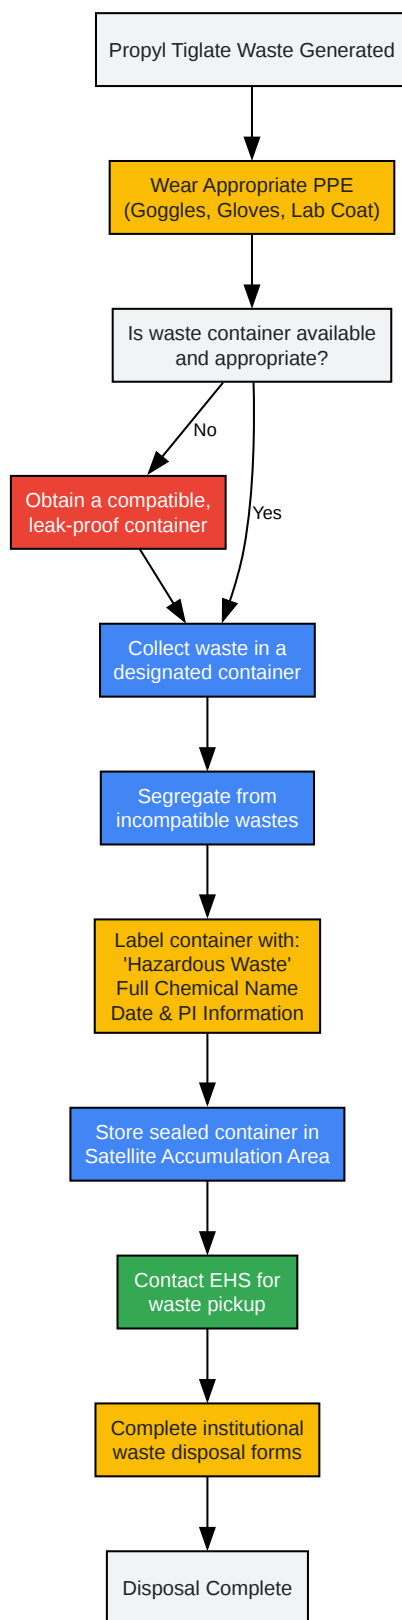 Propyl Tiglate Waste Generated
Wear Appropriate PPE
(Goggles, Gloves, Lab Coat)
Is waste container available
and appropriate?
No
Obtain a compatible,
leak-proof container
Yes
Collect waste in a
designated container
Segregate from
incompatible wastes
Label container with:
'Hazardous Waste'
Full Chemical Name
Date & PI Information
Store sealed container in
Satellite Accumulation Area
Contact EHS for
waste pickup
Complete institutional
waste disposal forms
Disposal Complete